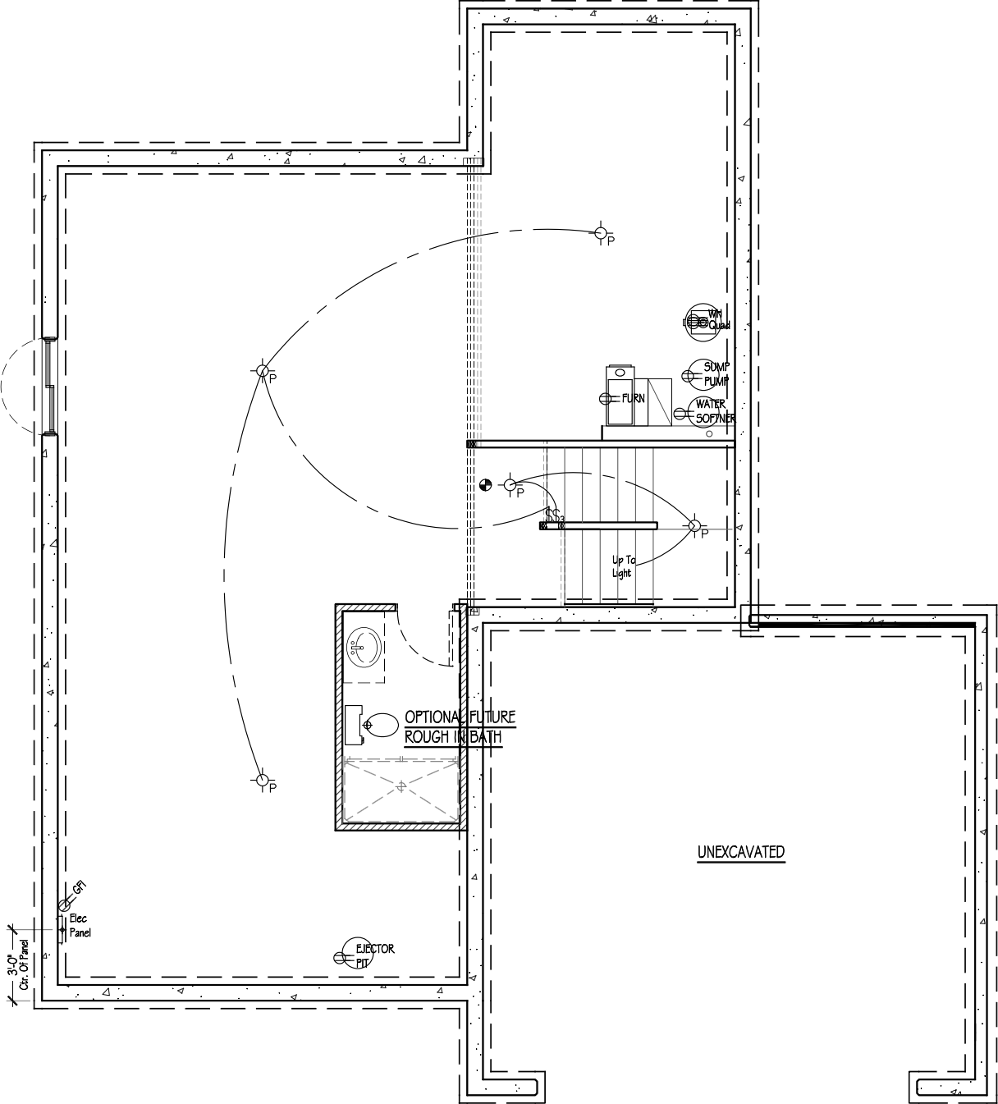 P
WH
Quad
P
SUMP
PUMP
FURN
WATER
SOFTNER
P
S S3
P
Up To
Light
OPTIONAL FUTURE
ROUGH IN BATH
P
UNEXCAVATED
GFI
Elec
Panel
EJECTOR
PIT
3'-0"
Ctr. Of Panel